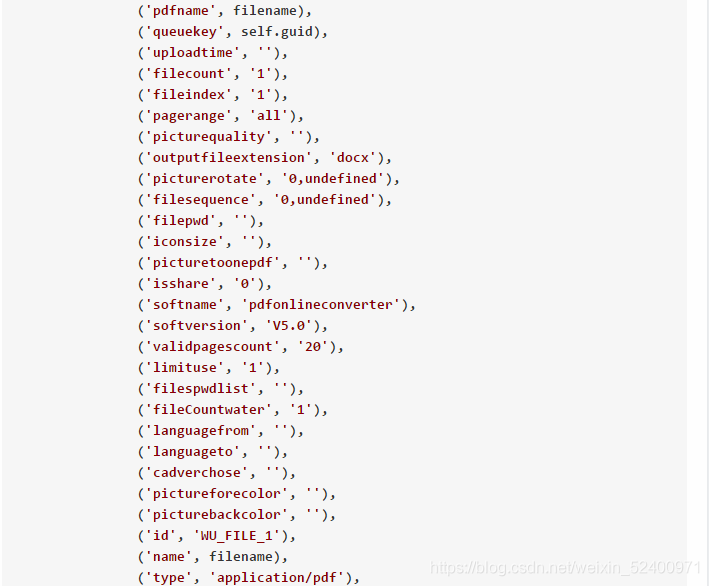 ('pdfname', filename),
('queuekey', self.guid),
('uploadtime', ''),
('filecount', '1'),
('fileindex', '1'),
('pagerange', 'all'),
('picturequality', ''),
('outputfileextension', 'docx'),
('picturerotate', '0,undefined'),
('filesequence', '0,undefined'),
('filepwd', ''),
('iconsize', ''),
('picturetoonepdf', ''),
('isshare', '0'),
('softname', 'pdfonlineconverter'),
('softversion', 'V5.0'),
('validpagescount', '20'),
('limituse', '1'),
('filespwdlist', ''),
('fileCountwater', '1'),
('languagefrom', ''),
('languageto', ''),
('cadverchose', ''),
('pictureforecolor', ''),
('picturebackcolor', ''),
('id', 'WU_FILE_1'),
('name', filename),
('type', 'application/pdf'),
https://blog.csdn.net/weixin_52400971